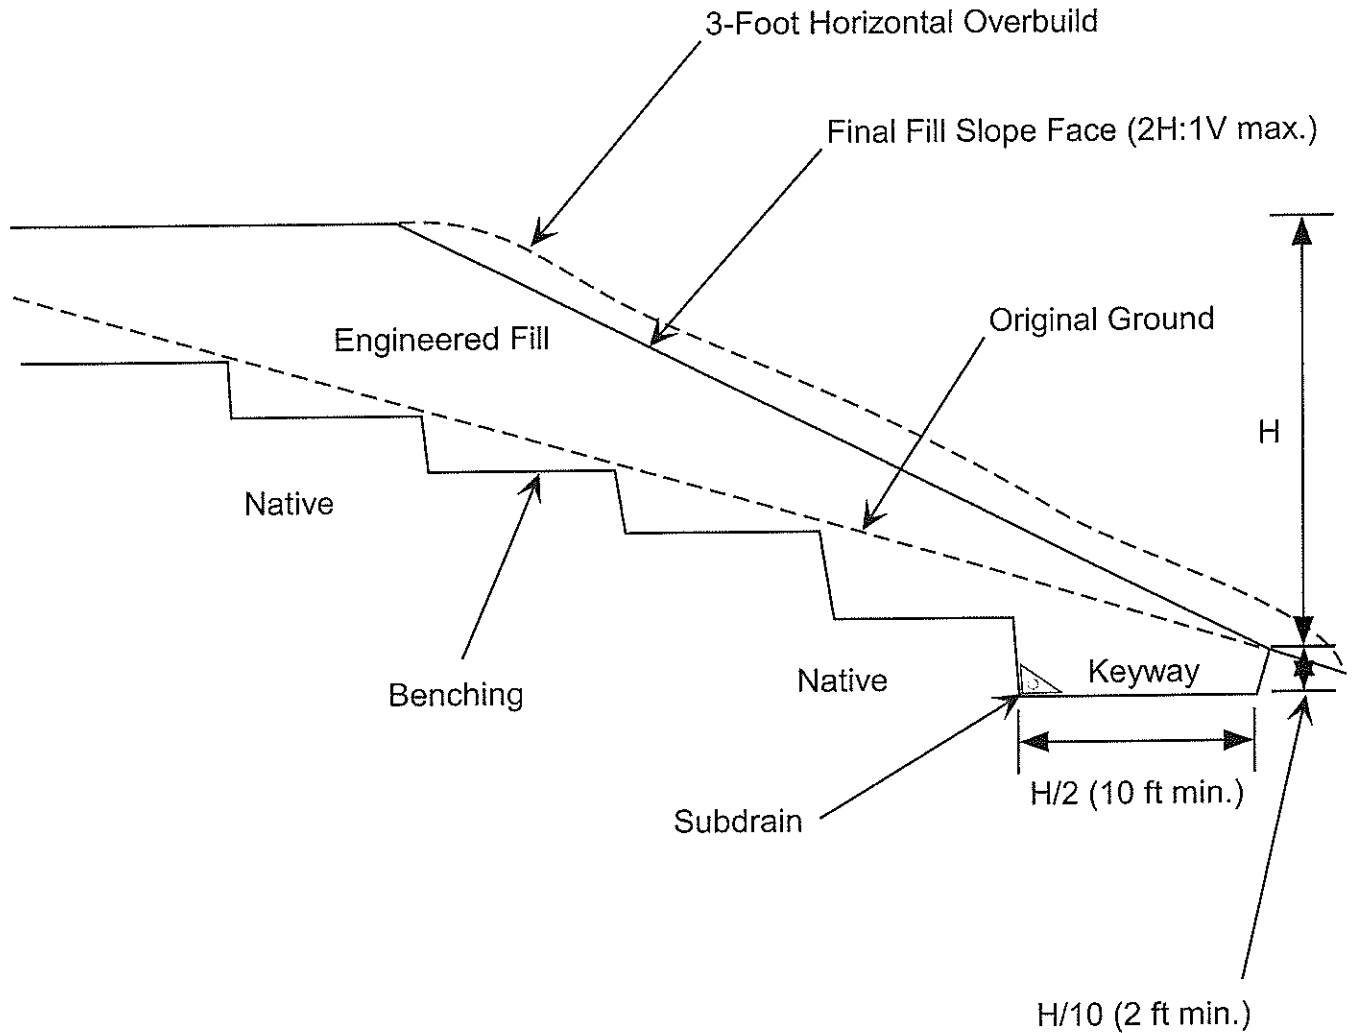 3-Foot Horizontal Overbuild
Final Fill Slope Face (2H:1V max.)
Original Ground
Engineered Fill
H
Native
Benching
Native
Keyway
H/2 (10 ft min.)
Subdrain
H/10 (2 ft min.)